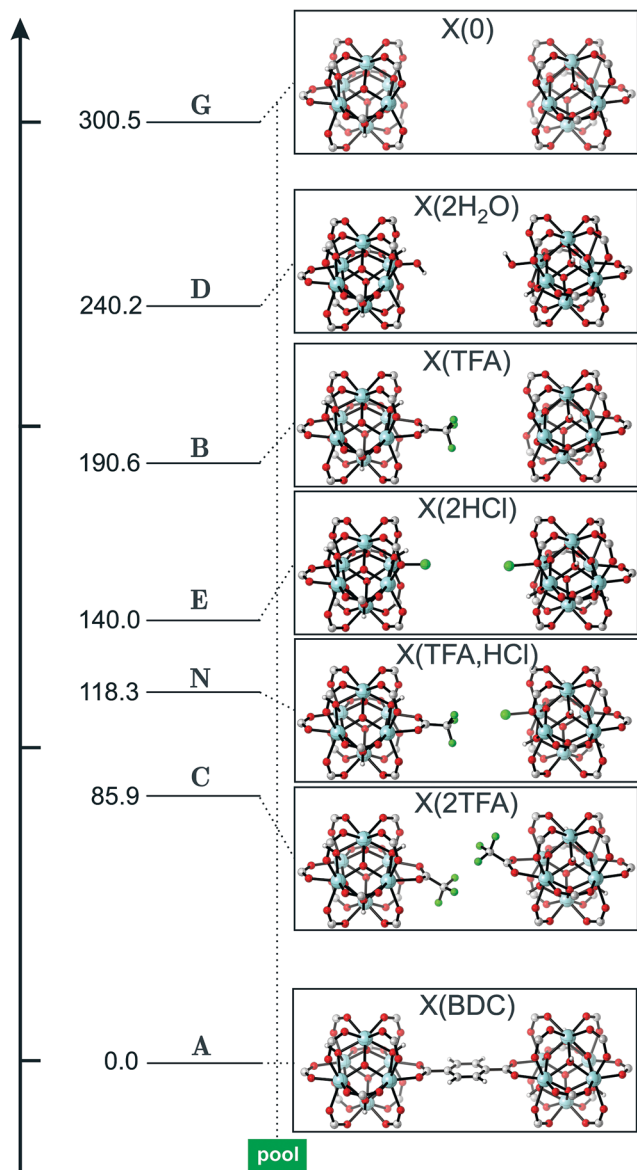 X(0)
300.5 G
X(2H₂O)
240.2 D
X(TFA)
190.6 B
X(2HCl)
140.0 E
X(TFA,HCl)
118.3 N
85.9 C
X(2TFA)
X(BDC)
0.0 A
pool